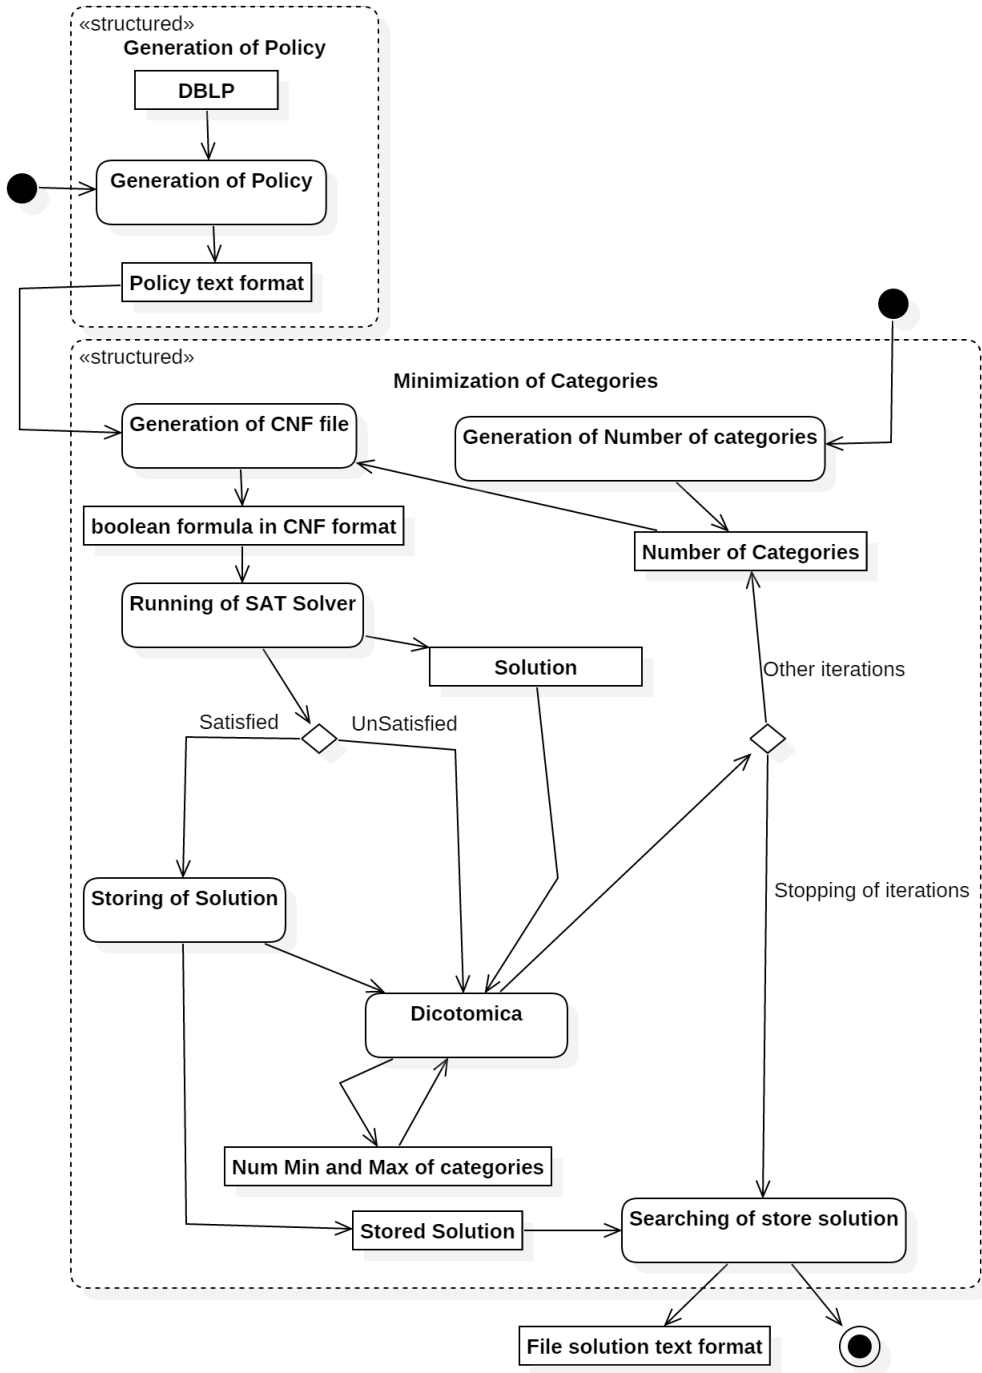 «structured»
Generation of Policy
DBLP
Generation of Policy
Policy text format
«structured»
Minimization of Categories
Generation of CNF file
Generation of Number of categories
boolean formula in CNF format
Number of Categories
Running of SAT Solver
Solution
Other iterations
Satisfied
UnSatisfied
Stopping of iterations
Storing of Solution
Dicotomica
Num Min and Max of categories
Searching of store solution
Stored Solution
File solution text format